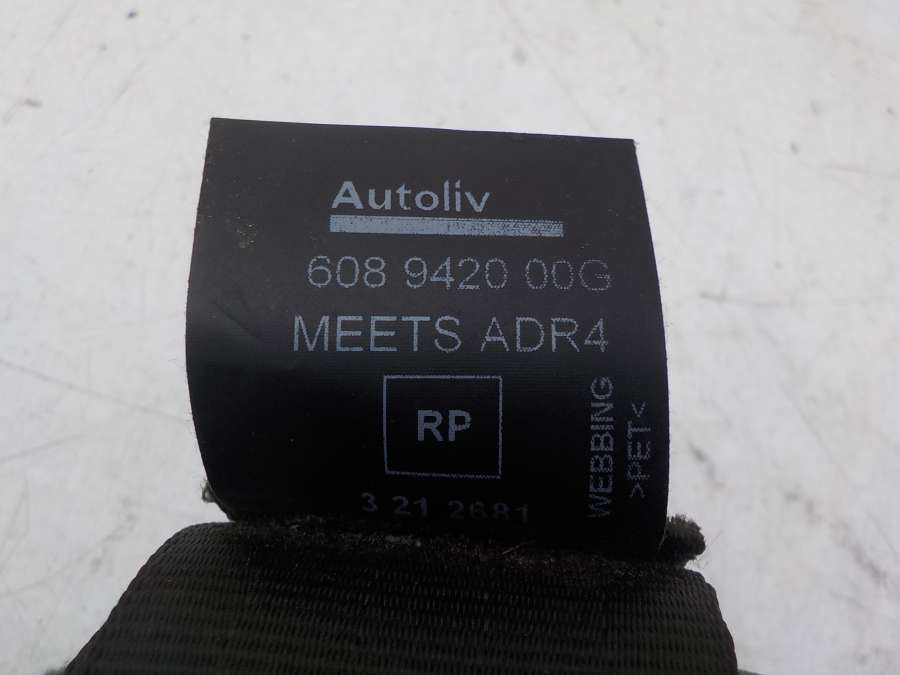 Autoliv
608 9420 00G
MEETS ADR4
RP
3 21 2681
WEBBING
>PET<